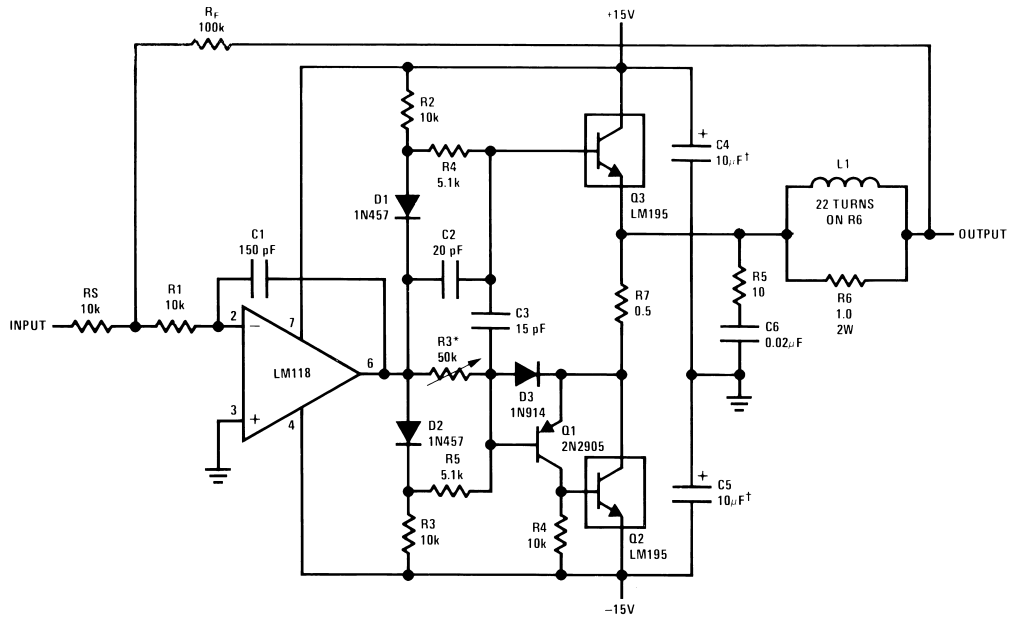 RF
100k
+15V
R2
10k
R4
5.1k
D1
1N457
Q3
LM195
C4
+
10µF†
L1
22 TURNS
ON R6
OUTPUT
C1
150 pF
C2
20 pF
RS
10k
R1
10k
INPUT
2
−
7
LM118
6
3
+
4
R3*
50k
C3
15 pF
R7
0.5
R5
10
C6
0.02µF
R6
1.0
2W
D3
1N914
D2
1N457
R5
5.1k
Q1
2N2905
R3
10k
R4
10k
Q2
LM195
+
C5
10µF†
−15V